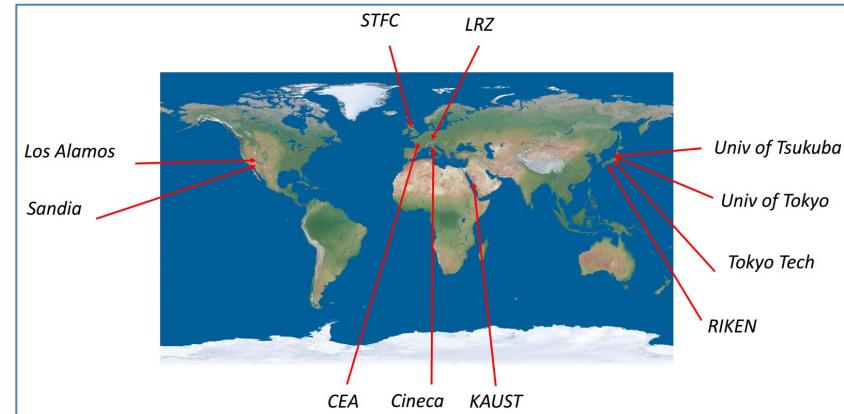 STFC
LRZ
Los Alamos
Univ of Tsukuba
Sandia
Univ of Tokyo
Tokyo Tech
RIKEN
CEA
Cineca
KAUST